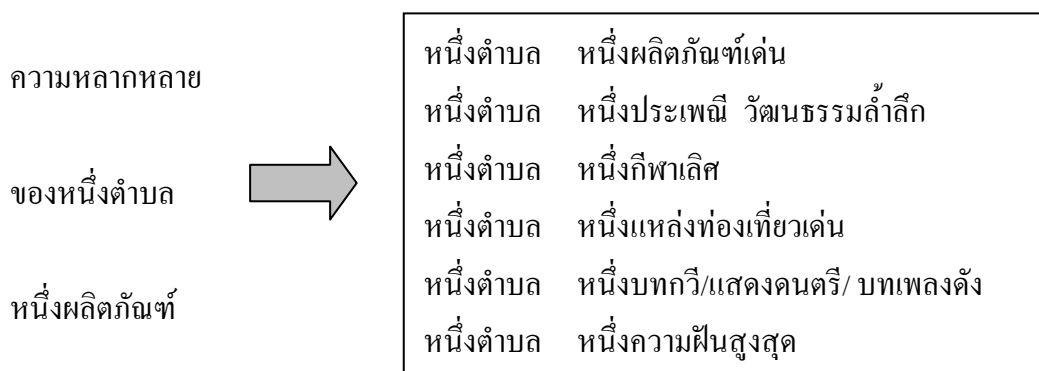 ความหลากหลาย
ของหนึ่งตำบล
หนึ่งผลิตภัณฑ์
หนึ่งตำบล หนึ่งผลิตภัณฑ์เด่น
หนึ่งตำบล หนึ่งประเพณี วัฒนธรรมล้ำลึก
หนึ่งตำบล หนึ่งกีฬาเลิศ
หนึ่งตำบล หนึ่งแหล่งท่องเที่ยวเด่น
หนึ่งตำบล หนึ่งบทกวี/แสดงดนตรี/ บทเพลงดัง
หนึ่งตำบล หนึ่งความฝันสูงสุด